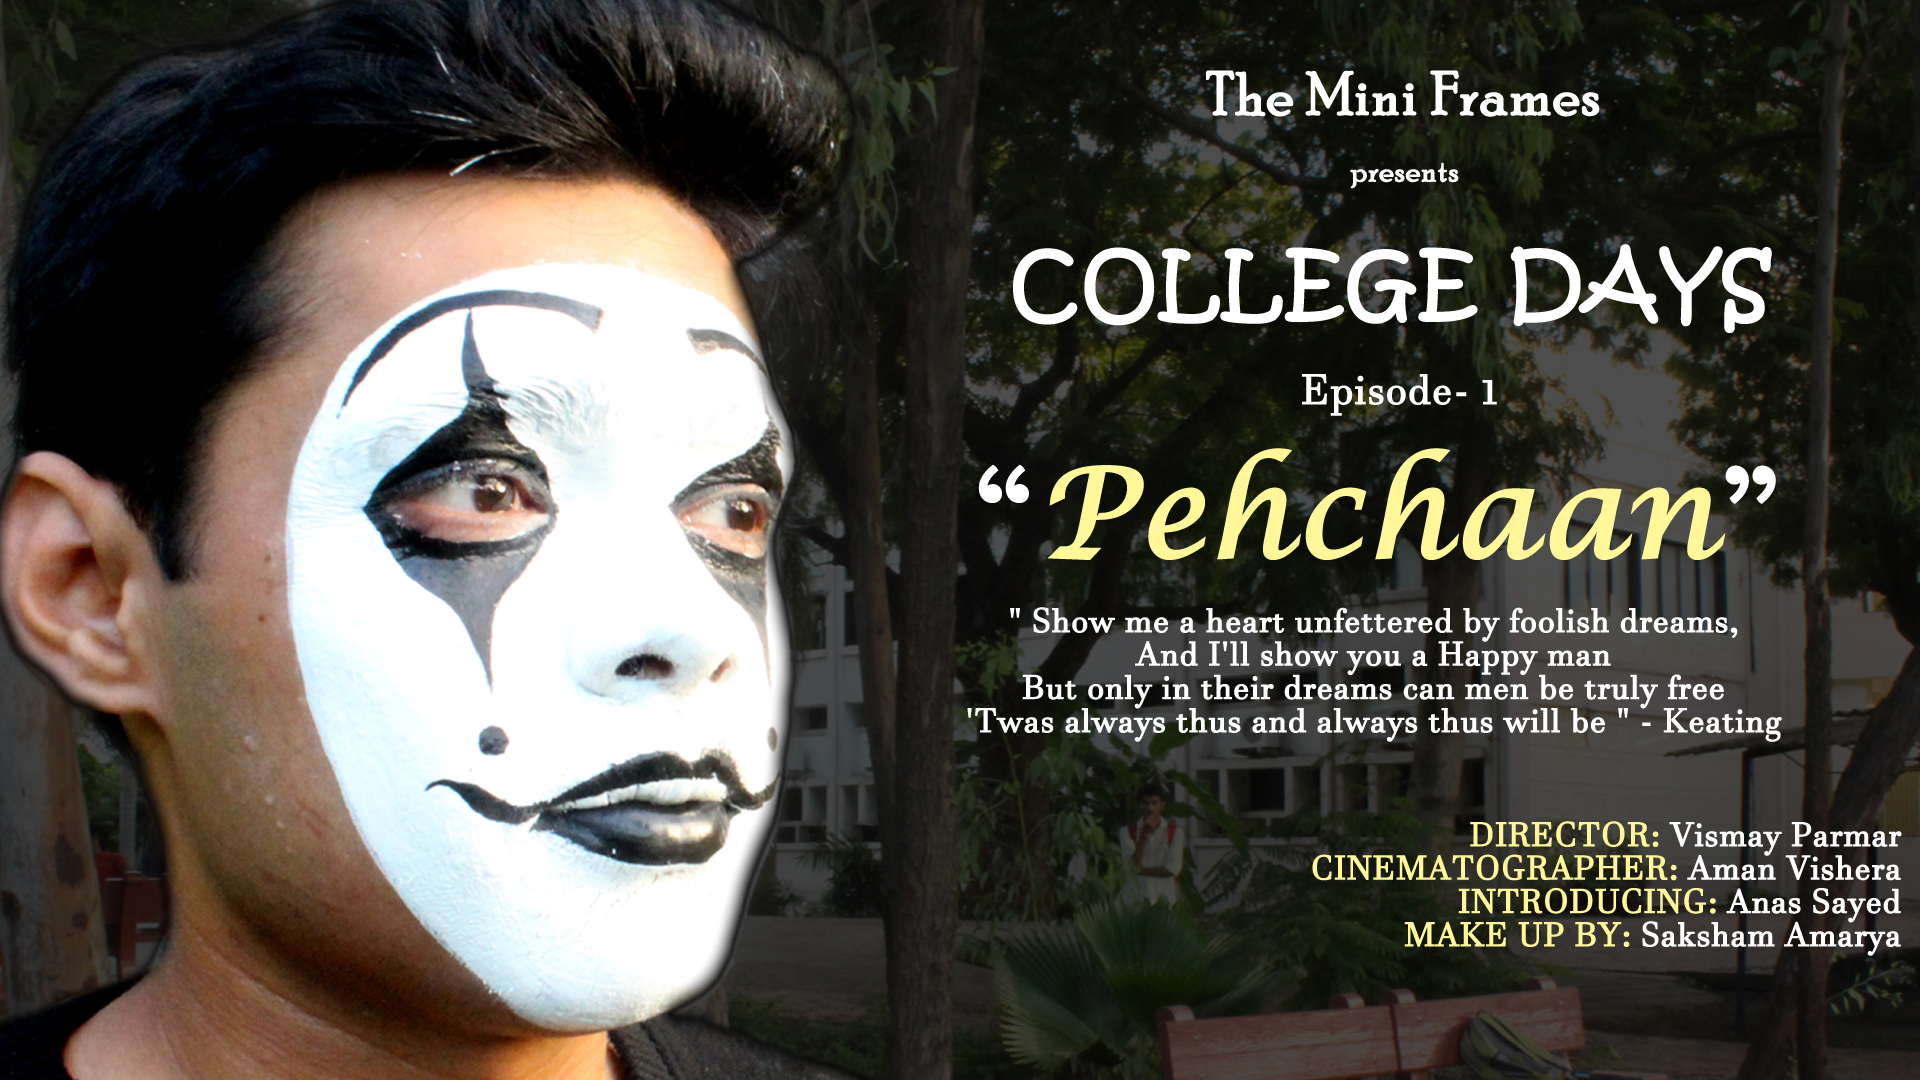 The Mini Frames
presents
COLLEGE DAYS
Episode- 1
“Pehchaan”
" Show me a heart unfettered by foolish dreams,
And I'll show you a Happy man
But only in their dreams can men be truly free
'Twas always thus and always thus will be " - Keating
DIRECTOR: Vismay Parmar
CINEMATOGRAPHER: Aman Vishera
INTRODUCING: Anas Sayed
MAKE UP BY: Saksham Amarya